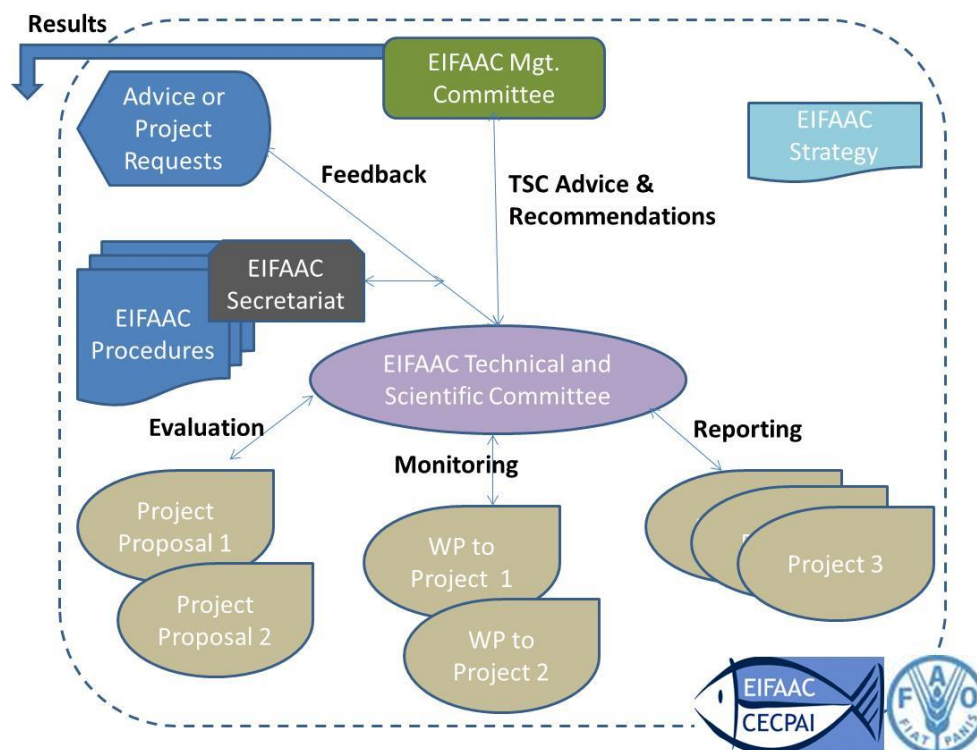 Results
EIFAAC Mgt.
Committee
Advice or
Project
Requests
EIFAAC
Strategy
Feedback
TSC Advice &
Recommendations
EIFAAC
Secretariat
EIFAAC
Procedures
EIFAAC Technical and
Scientific Committee
Evaluation
Monitoring
Reporting
Project
Proposal 1
Project
Proposal 2
WP to
Project 1
WP to
Project 2
Project 3
EIFAAC
CECPAI
F A O
FIAT PANIS